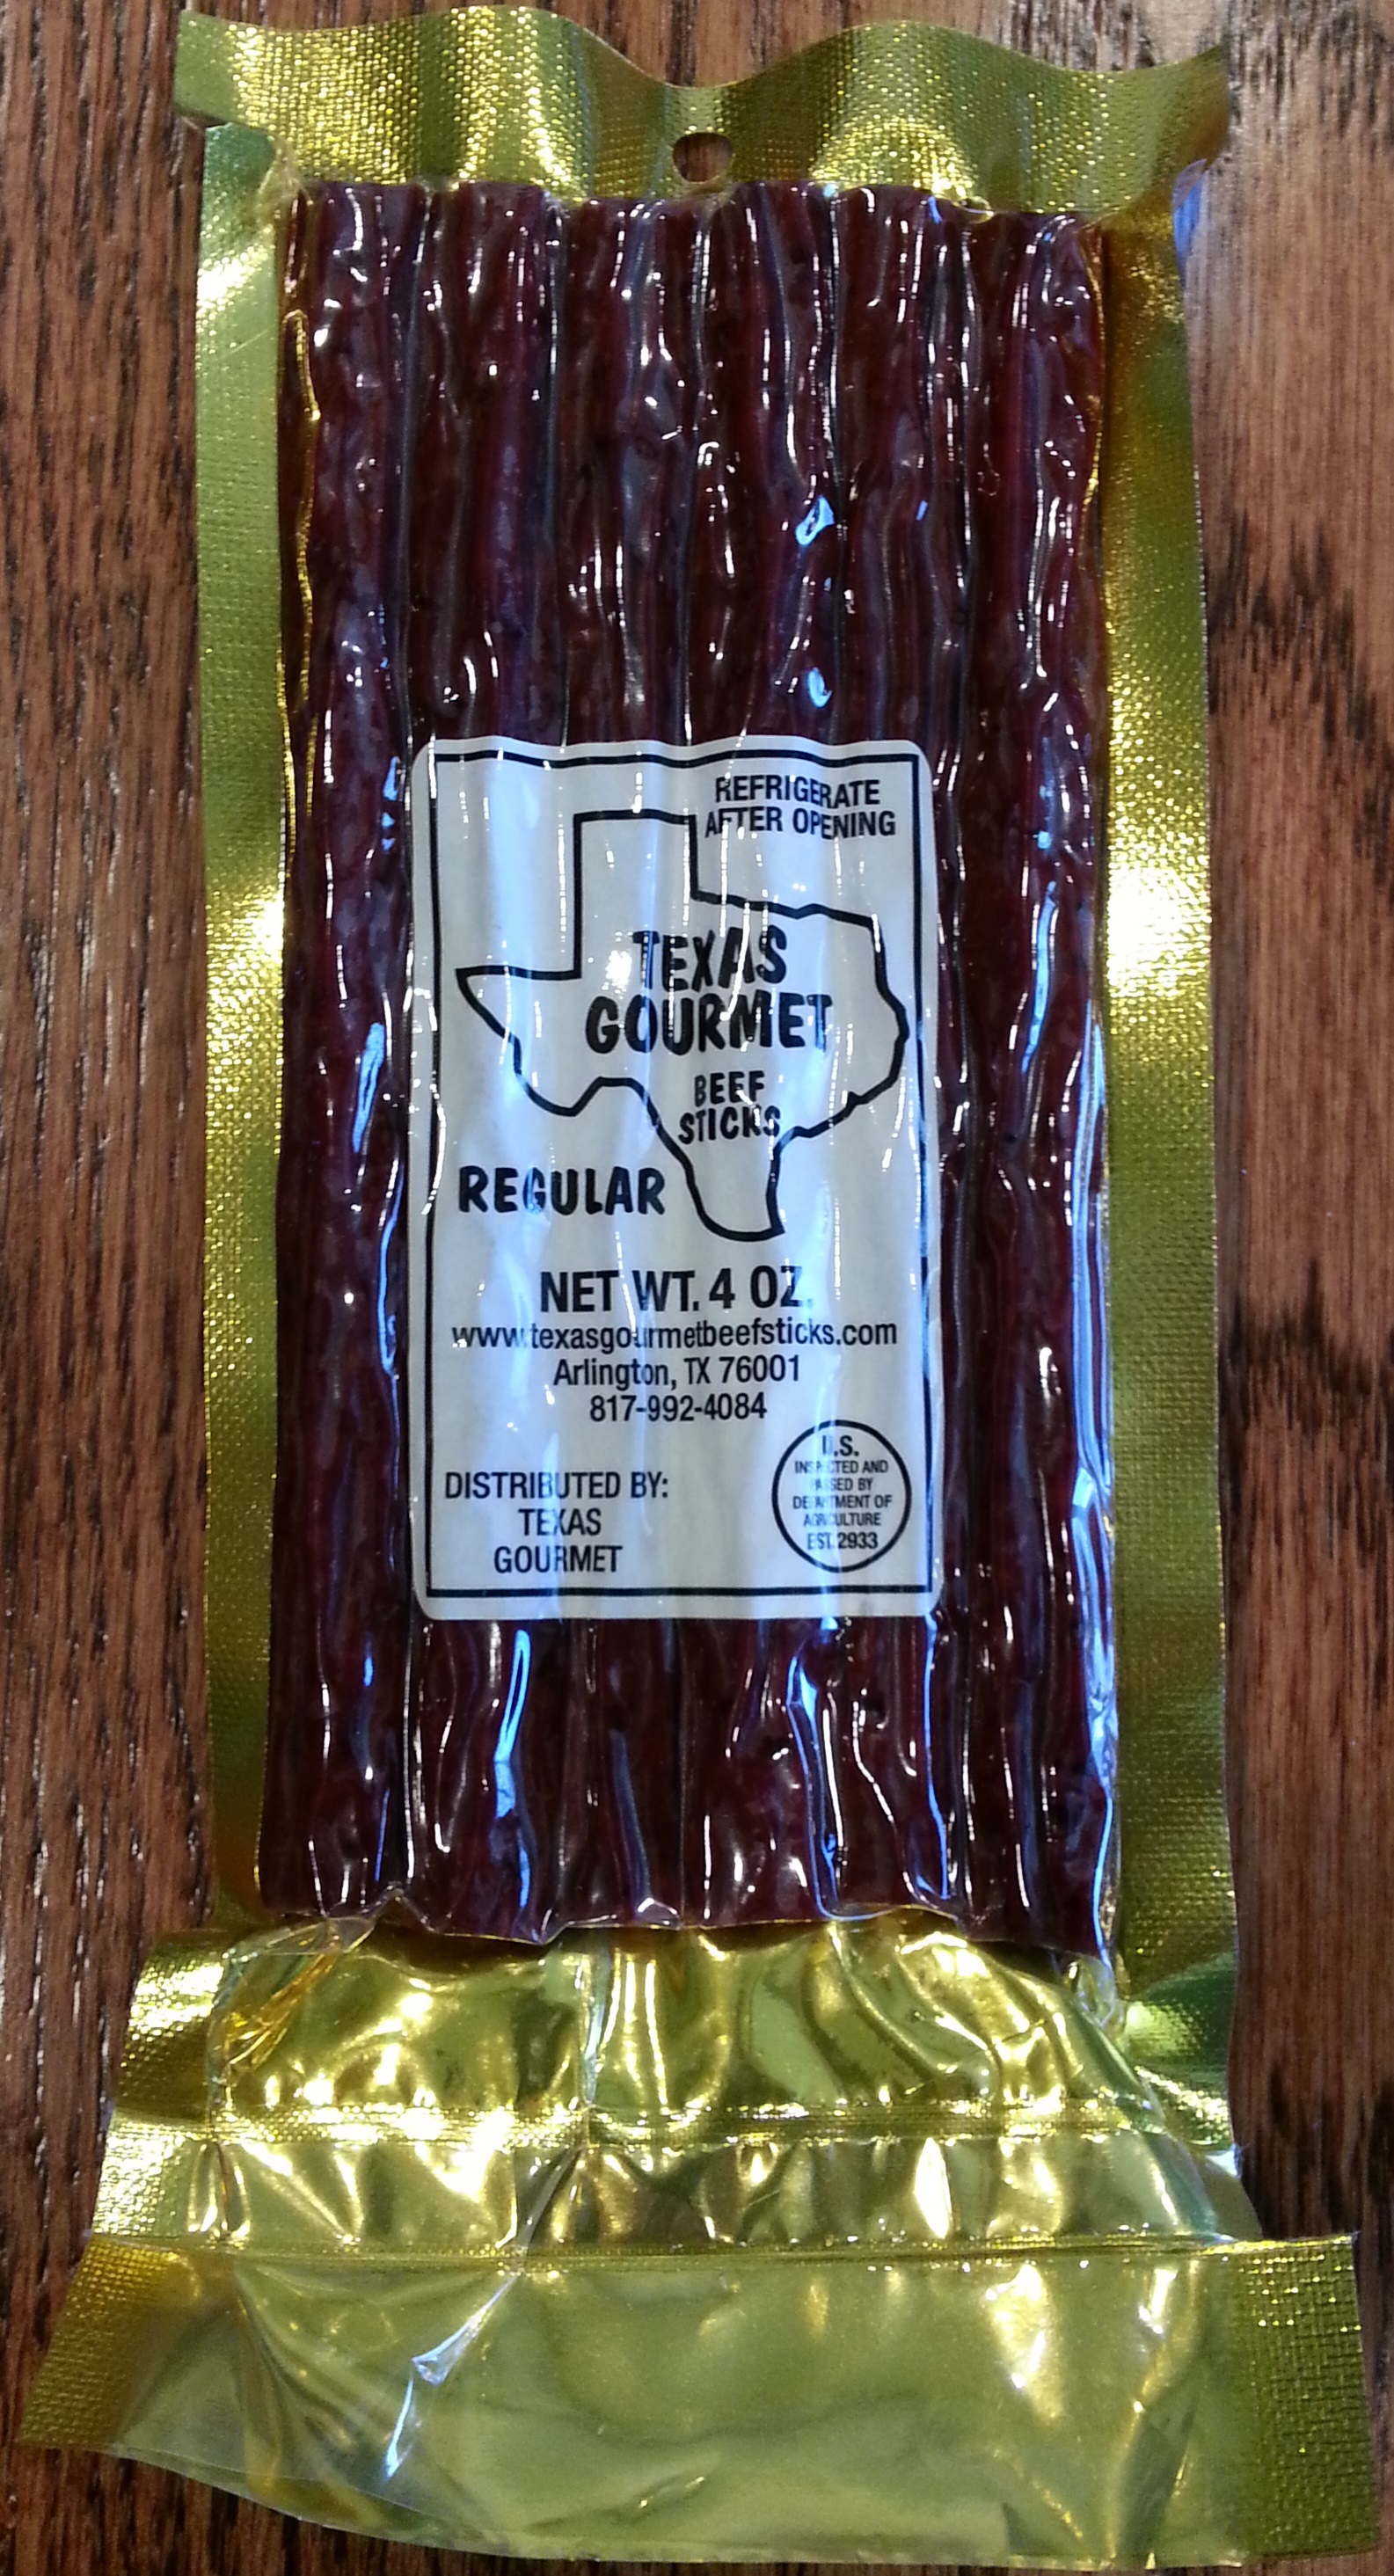 REFRIGERATE
AFTER OPENING
TEXAS
GOURMET
BEEF
STICKS
REGULAR
NET WT. 4 OZ.
www.texasgourmetbeefsticks.com
Arlington, TX 76001
817-992-4084
DISTRIBUTED BY:
TEXAS
GOURMET
U.S.
INSPECTED AND
PASSED BY
DEPARTMENT OF
AGRICULTURE
EST. 2933